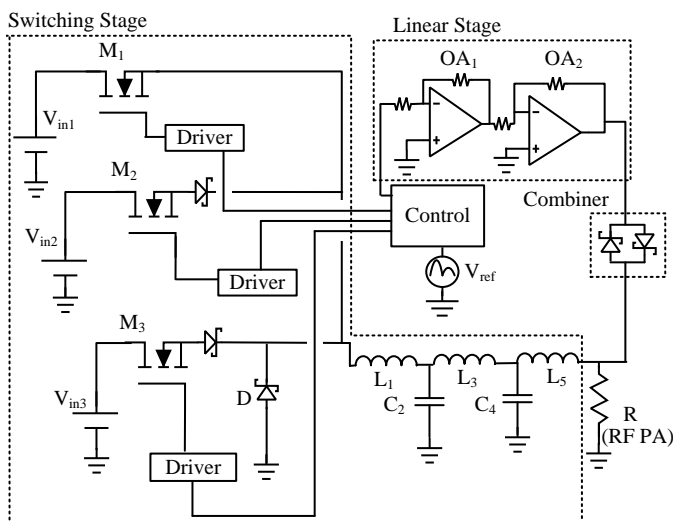 Switching Stage
Linear Stage
M1
OA1
OA2
Vin1
Driver
M2
Combiner
Control
Vin2
Driver
Vref
M3
L1
L3
L5
D
C2
C4
R
(RF PA)
Vin3
Driver